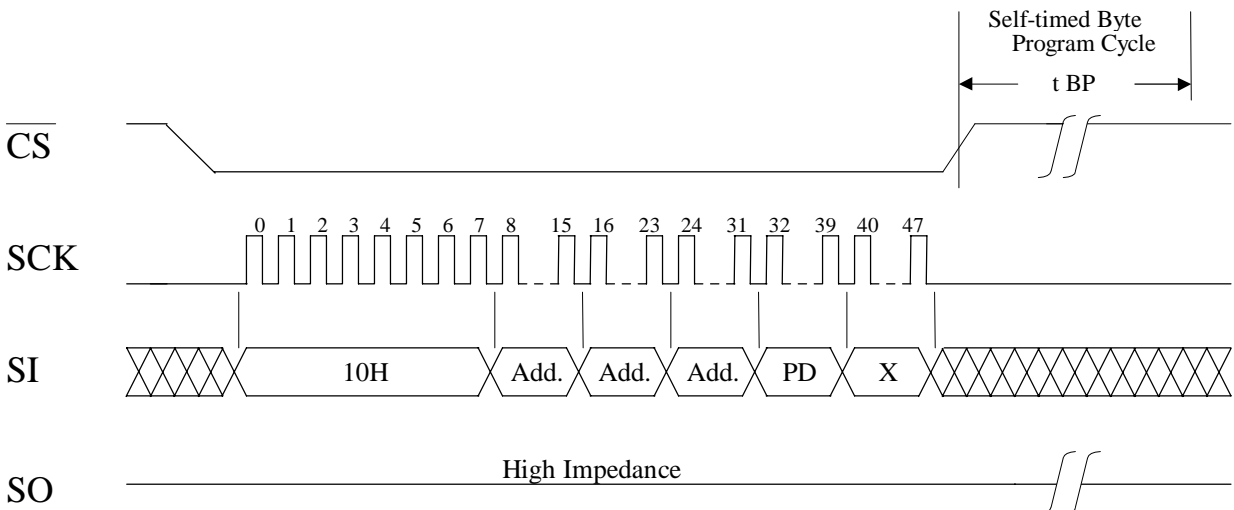 Self-timed Byte
Program Cycle
t BP
CS
SCK
0 1 2 3 4 5 6 7 8 15 16 23 24 31 32 39 40 47
SI
10H Add. Add. Add. PD X
High Impedance
SO